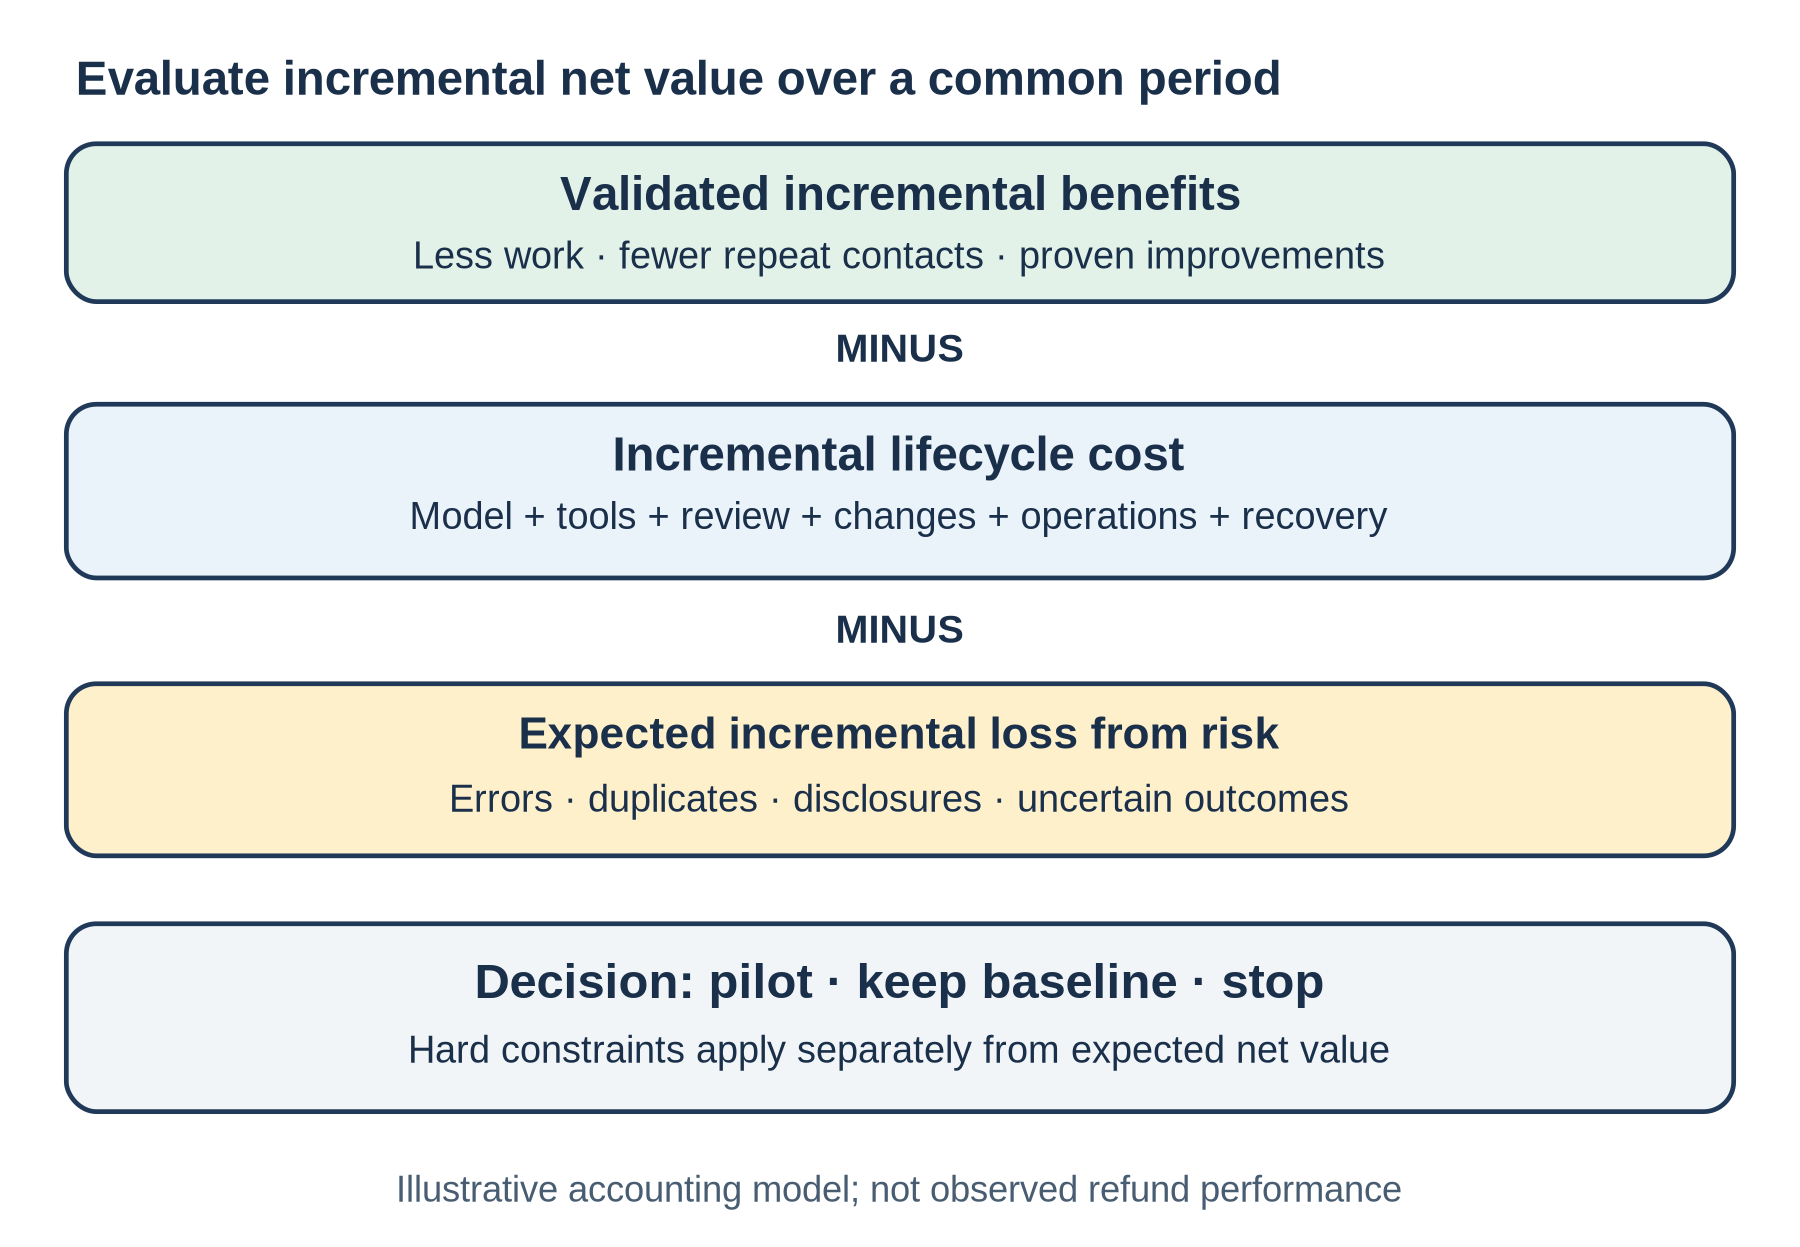 Evaluate incremental net value over a common period
Validated incremental benefits
Less work · fewer repeat contacts · proven improvements
MINUS
Incremental lifecycle cost
Model + tools + review + changes + operations + recovery
MINUS
Expected incremental loss from risk
Errors · duplicates · disclosures · uncertain outcomes
Decision: pilot · keep baseline · stop
Hard constraints apply separately from expected net value
Illustrative accounting model; not observed refund performance